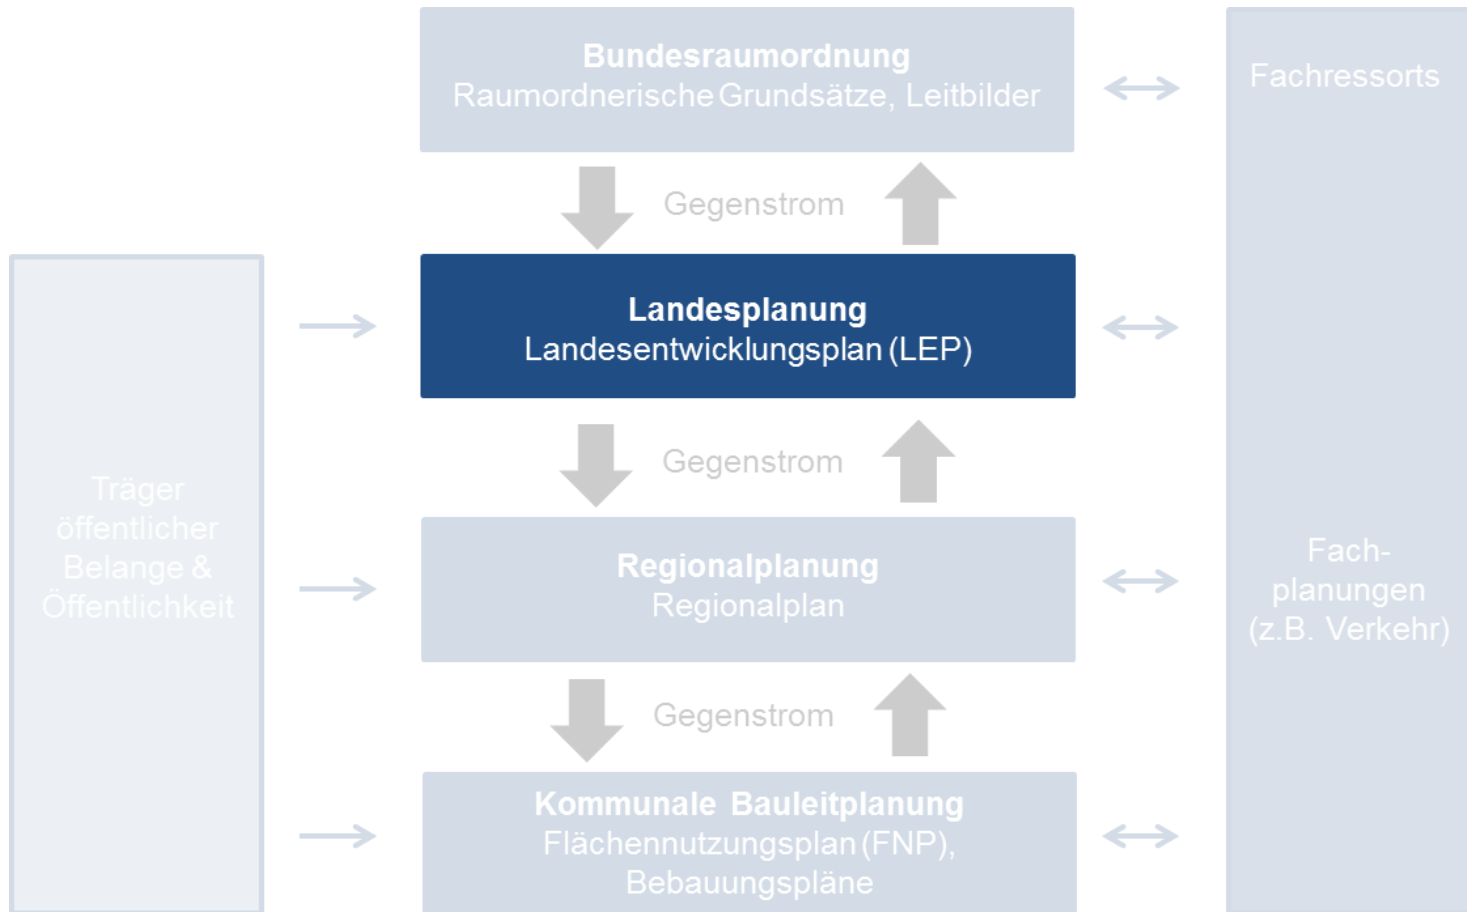 Bundesraumordnung
Raumordnerische Grundsätze, Leitbilder
Fachressorts
Gegenstrom
Landesplanung
Landesentwicklungsplan (LEP)
Gegenstrom
Träger
öffentlicher
Belange &
Öffentlichkeit
Regionalplanung
Regionalplan
Fach-
planungen
(z.B. Verkehr)
Gegenstrom
Kommunale Bauleitplanung
Flächennutzungsplan (FNP),
Bebauungspläne